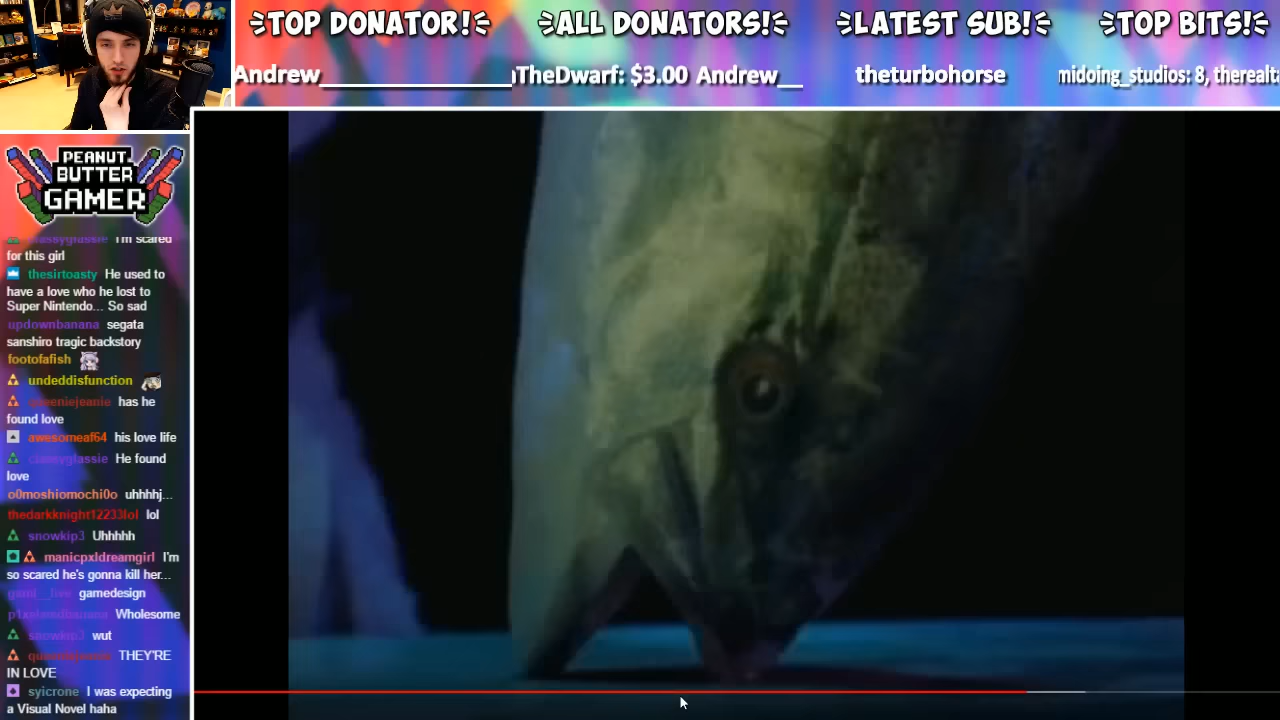 TOP DONATOR!
ALL DONATORS!
LATEST SUB!
TOP BITS!
Andrew
TheDwarf: $3.00 Andrew__
theturbohorse
midoing_studios: 8,
PEANUT
BUTTER
GAMER
I'm scared
for this girl
thesirtoasty He used to
have a love who he lost to
Super Nintendo... So sad
updownbanana segata
sanshiro tragic backstory
footofafish
undeddisfunction
has he
found love
awesomeaf64 his love life
He found
love
o0moshiomochi0o uhhhhj...
thedarkknight12233lol lol
snowkip3 Uhhhhh
manicpxldreamgirl I'm
so scared he's gonna kill her...
gamedesign
Wholesome
snowkip3 wut
THEY'RE
IN LOVE
syicrone I was expecting
a Visual Novel haha